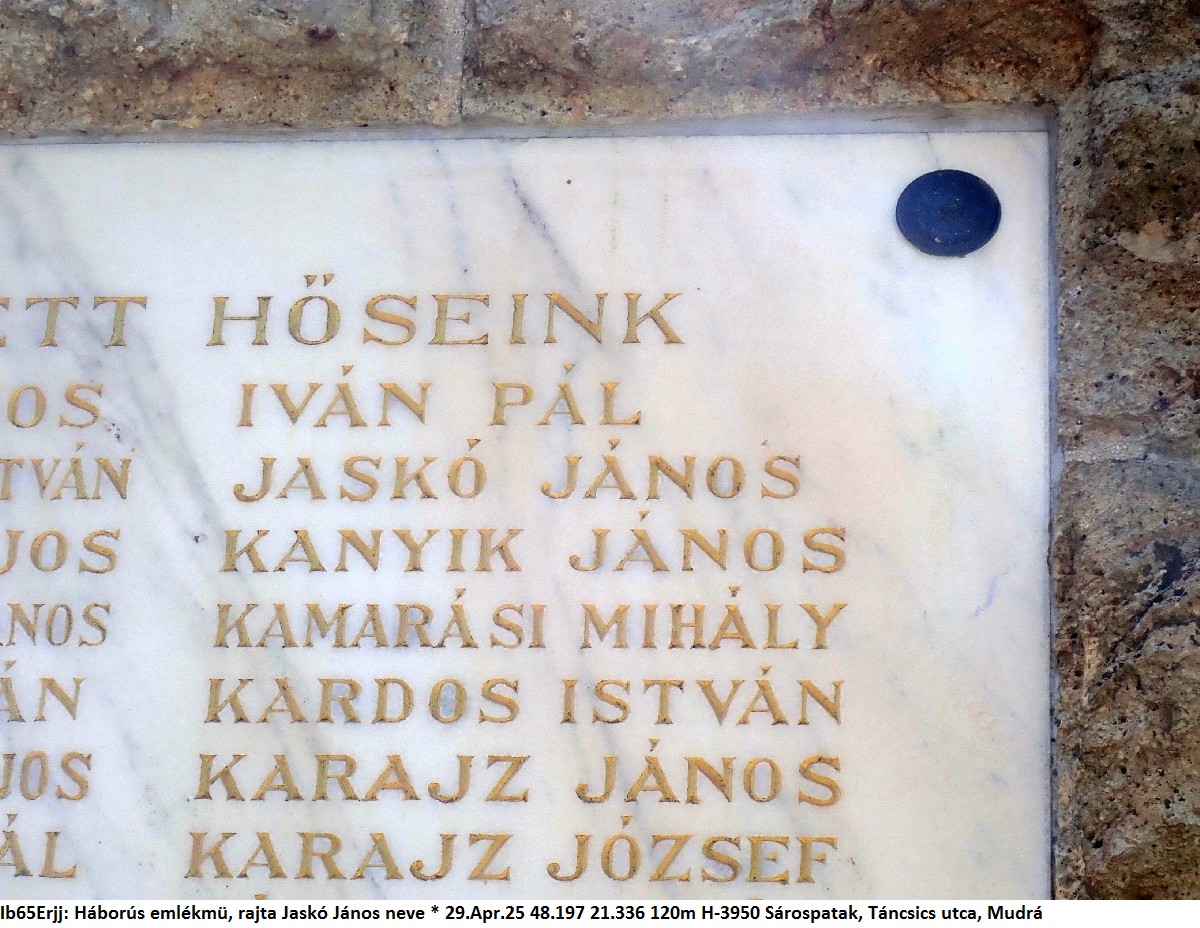 ETT HŐSEINK
OS IVÁN PÁL
TVÁN JASKÓ JÁNOS
JOS KANYIK JÁNOS
ÁNOS KAMARÁSI MIHÁLY
ÁN KARDOS ISTVÁN
JOS KARAJZ JÁNOS
ÁL KARAJZ JÓZSEF
Ib65Erjj: Háborús emlékmü, rajta Jaskó János neve * 29.Apr.25 48.197 21.336 120m H-3950 Sárospatak, Táncsics utca, Mudrá